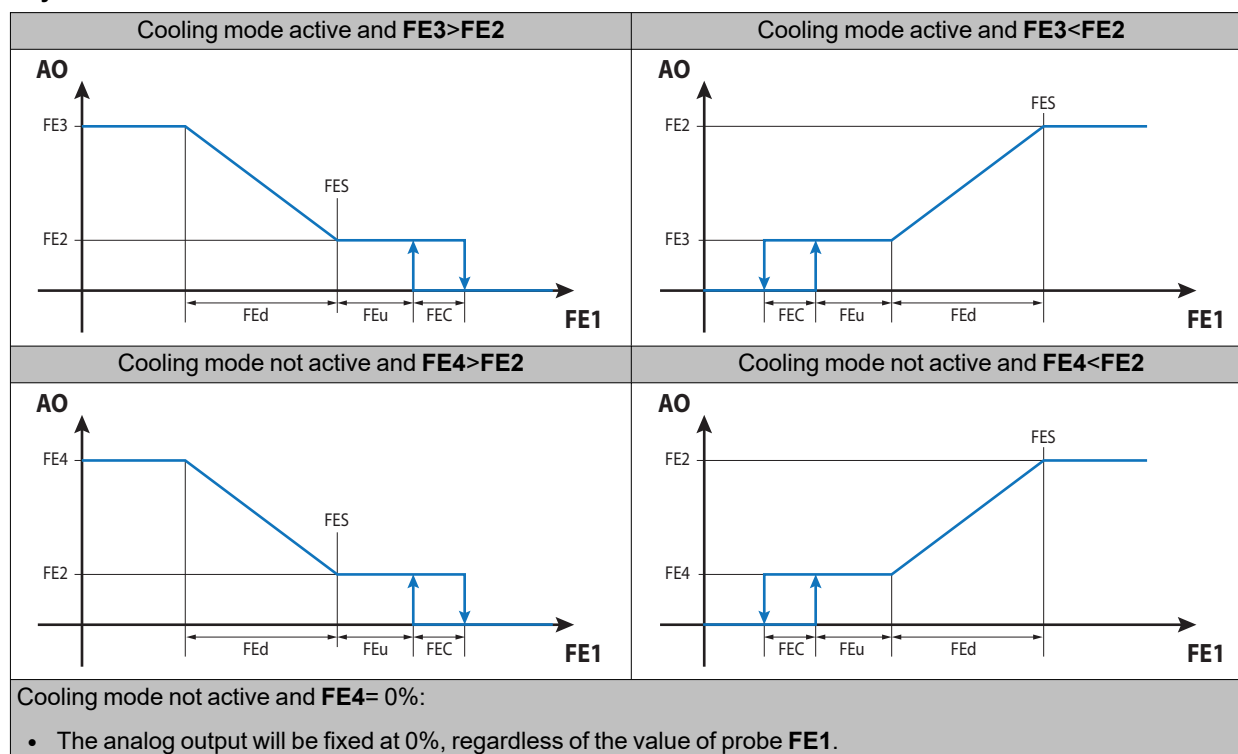 Cooling mode active and FE3>FE2
Cooling mode active and FE3<FE2
AO
FE3
FES
FE2
FEd
FEu
FEC
FE1
AO
FES
FE2
FE3
FEC
FEu
FEd
FE1
Cooling mode not active and FE4>FE2
Cooling mode not active and FE4<FE2
AO
FE4
FES
FE2
FEd
FEu
FEC
FE1
AO
FES
FE2
FE4
FEC
FEu
FEd
FE1
Cooling mode not active and FE4= 0%:
• The analog output will be fixed at 0%, regardless of the value of probe FE1.